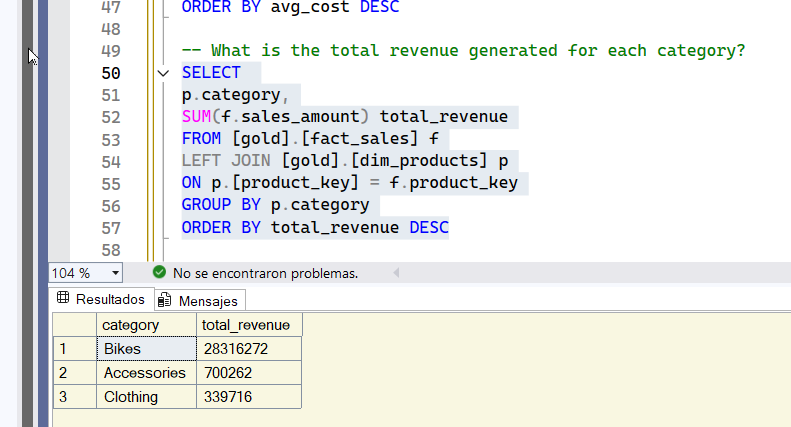 47 ORDER BY avg_cost DESC
48
49 -- What is the total revenue generated for each category?
50 SELECT
51 p.category,
52 SUM(f.sales_amount) total_revenue
53 FROM [gold].[fact_sales] f
54 LEFT JOIN [gold].[dim_products] p
55 ON p.[product_key] = f.product_key
56 GROUP BY p.category
57 ORDER BY total_revenue DESC
58
104 % No se encontraron problemas.
Resultados Mensajes
category total_revenue
1 Bikes 28316272
2 Accessories 700262
3 Clothing 339716